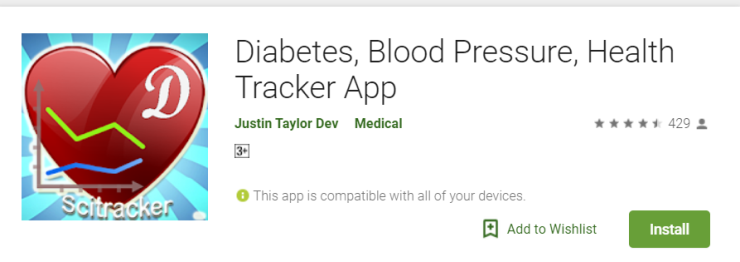 Diabetes, Blood Pressure, Health
Tracker App
Justin Taylor Dev Medical
429
3+
This app is compatible with all of your devices.
Add to Wishlist
Install
D
Scitracker